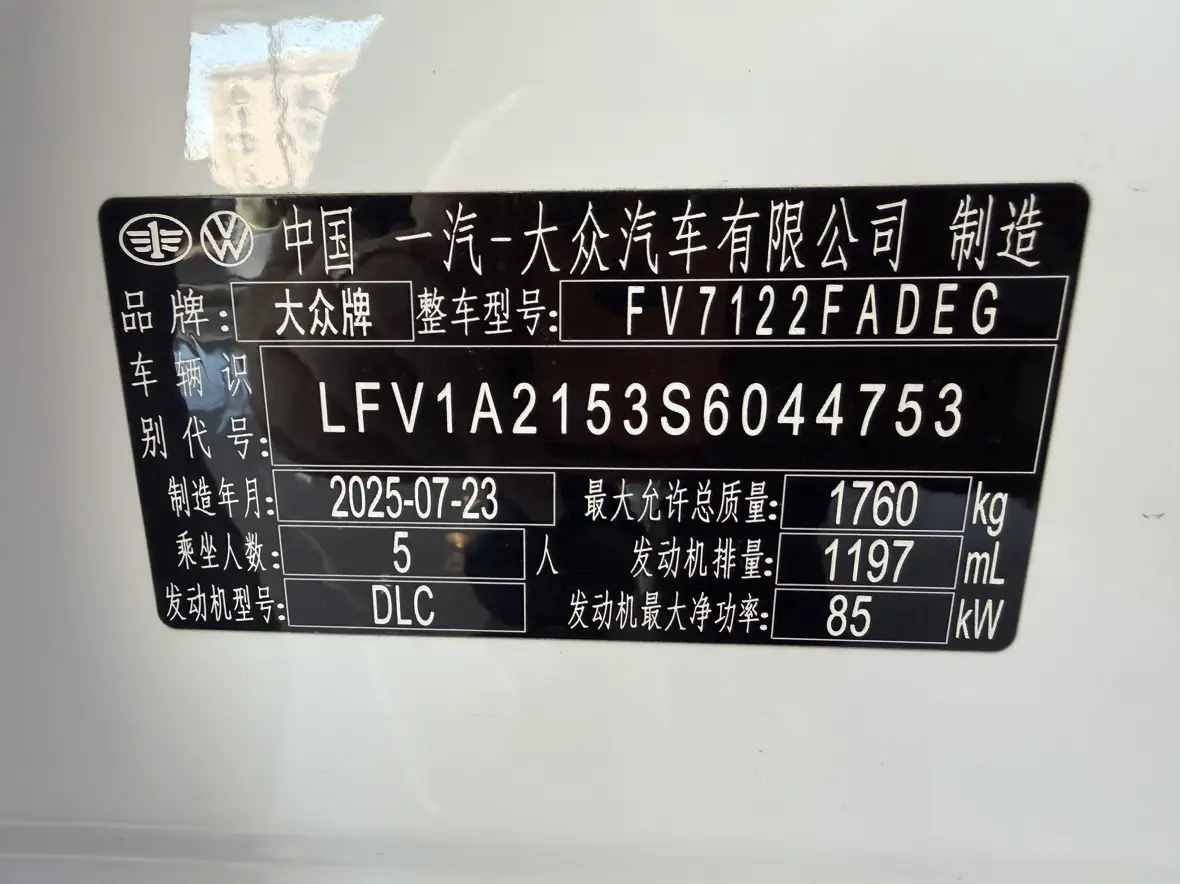 中国 一汽-大众汽车有限公司 制造
品牌: 大众牌 整车型号: FV7122FADEG
车辆识别代号: LFV1A2153S6044753
制造年月: 2025-07-23 最大允许总质量: 1760 kg
乘坐人数: 5 人 发动机排量: 1197 mL
发动机型号: DLC 发动机最大净功率: 85 kW